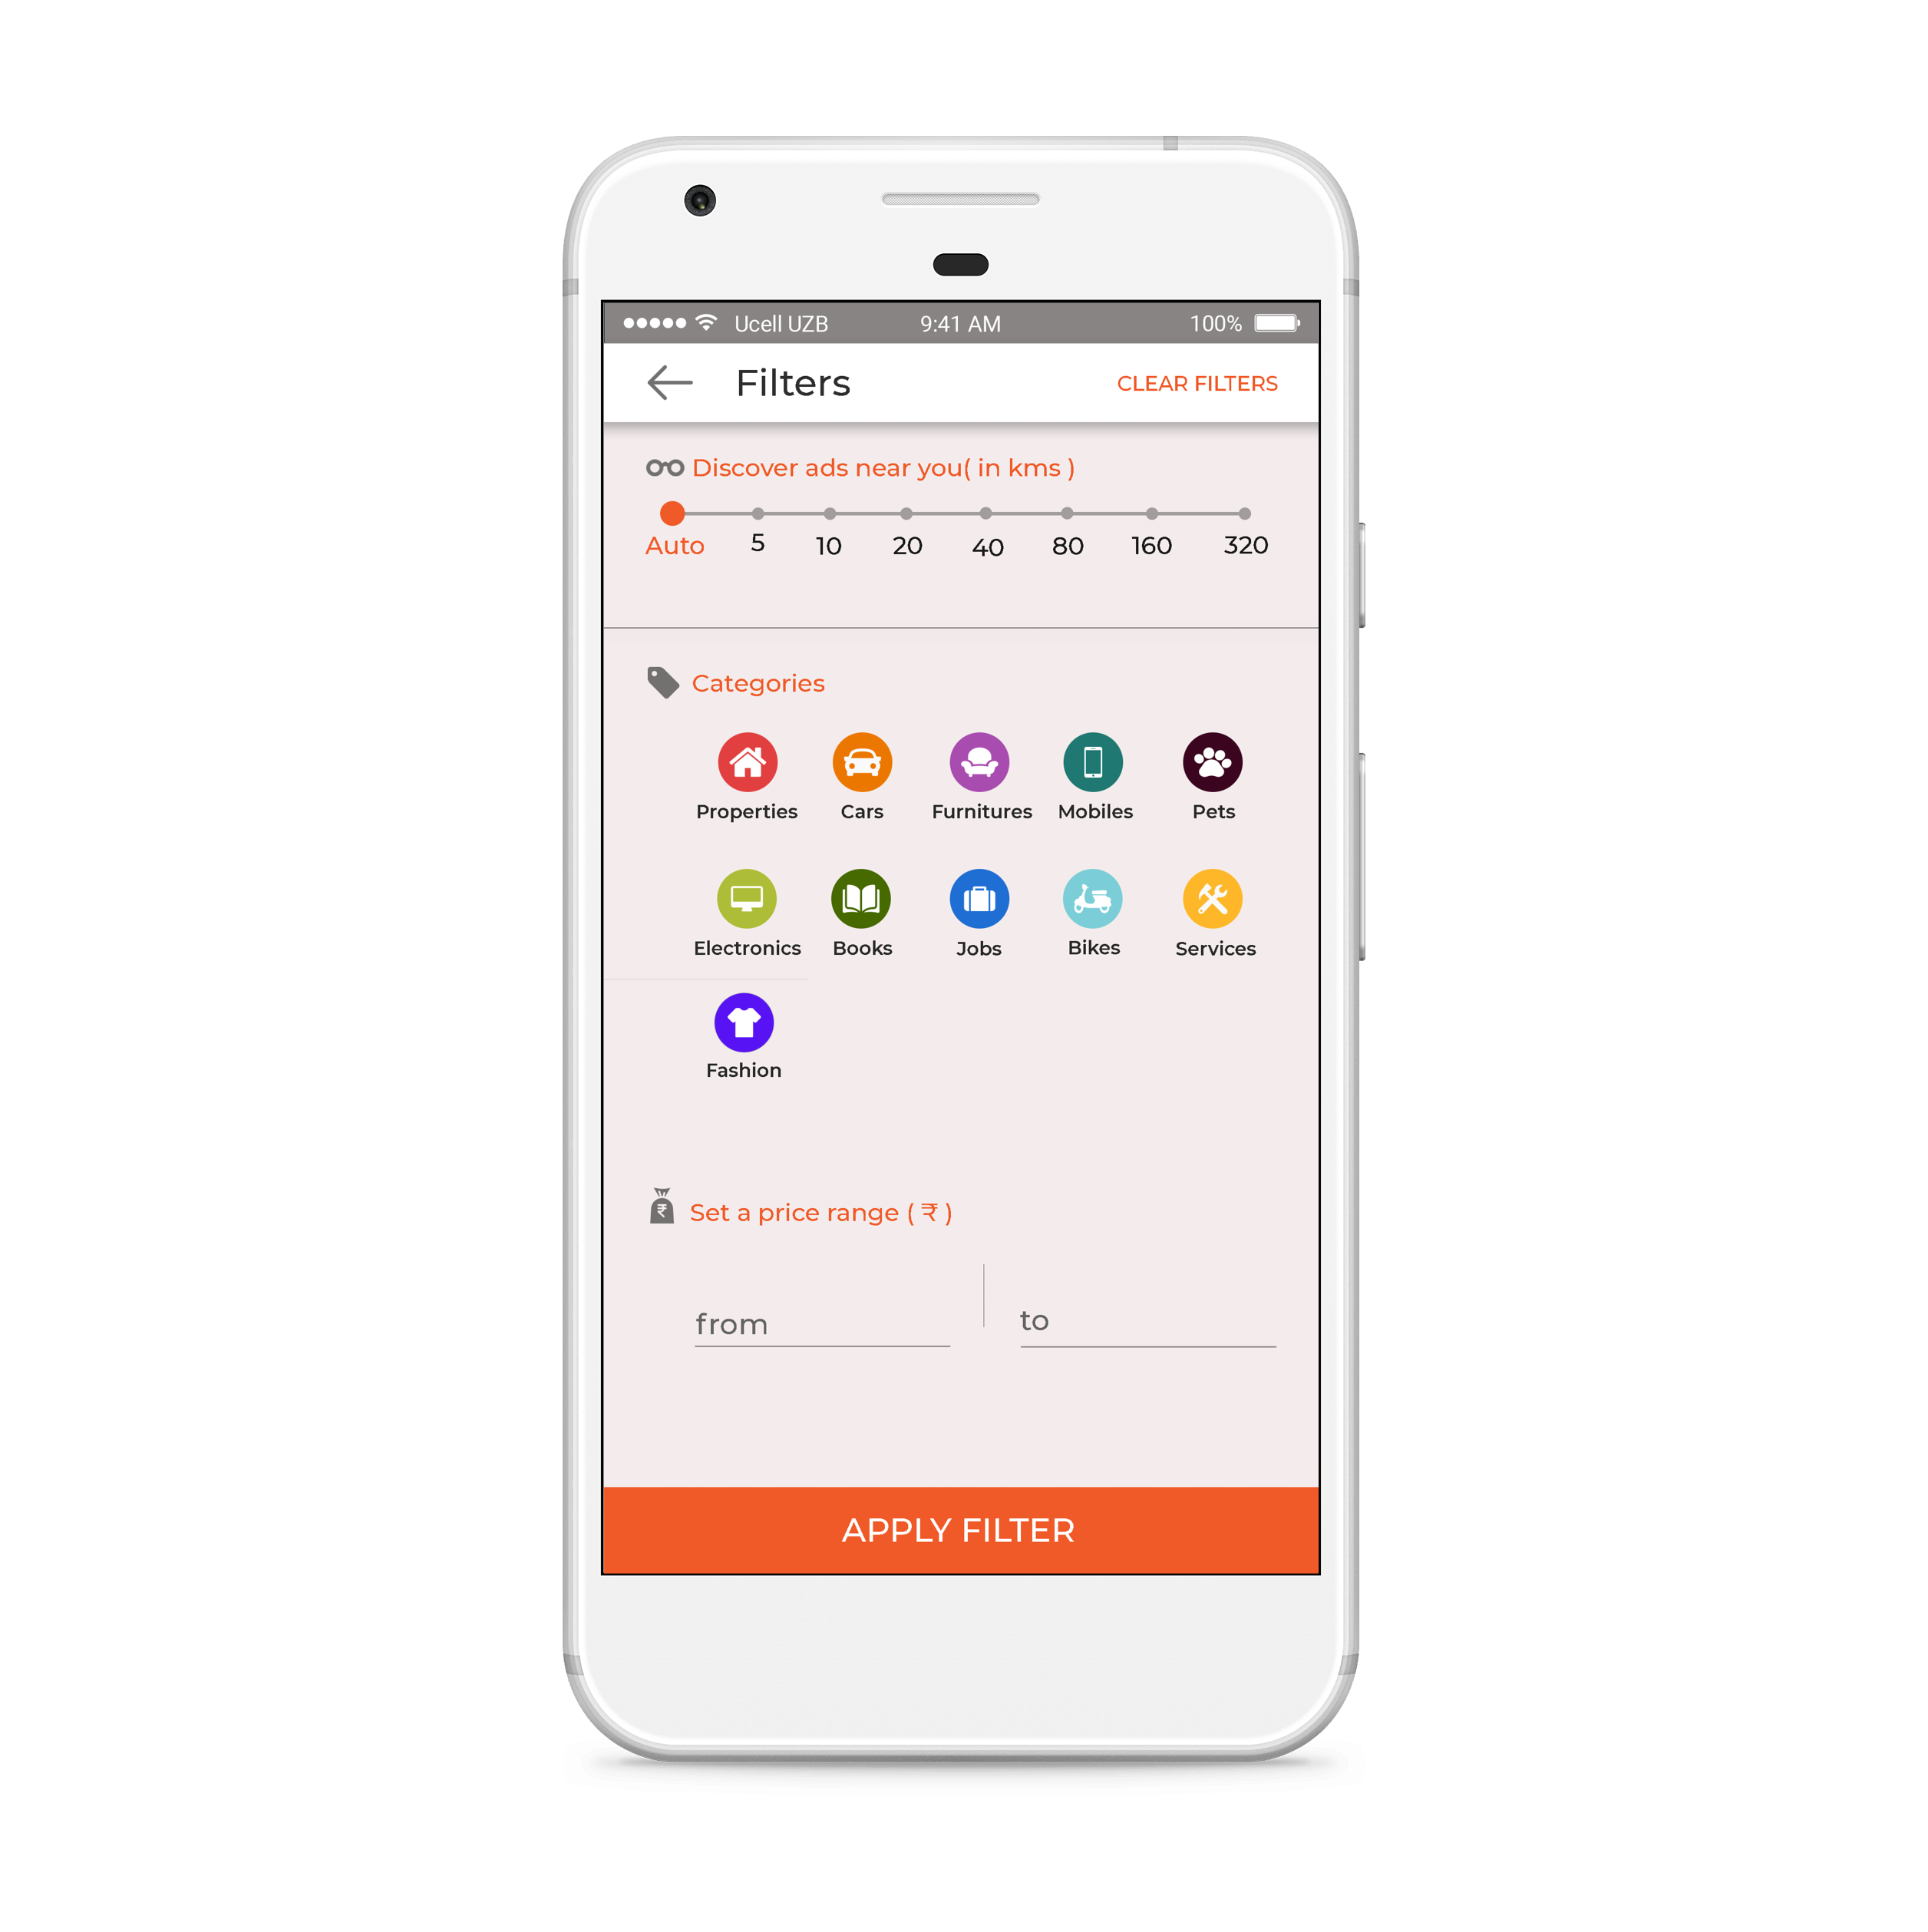 Ucell UZB 9:41 AM 100%
Filters CLEAR FILTERS
Discover ads near you( in kms )
Auto 5 10 20 40 80 160 320
Categories
Properties Cars Furnitures Mobiles Pets
Electronics Books Jobs Bikes Services
Fashion
₹ Set a price range ( ₹ )
from to
APPLY FILTER